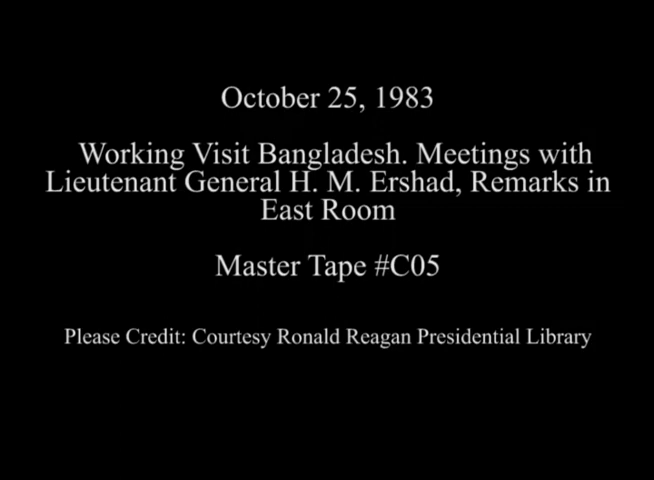 October 25, 1983
Working Visit Bangladesh. Meetings with
Lieutenant General H. M. Ershad, Remarks in
East Room
Master Tape #C05
Please Credit: Courtesy Ronald Reagan Presidential Library